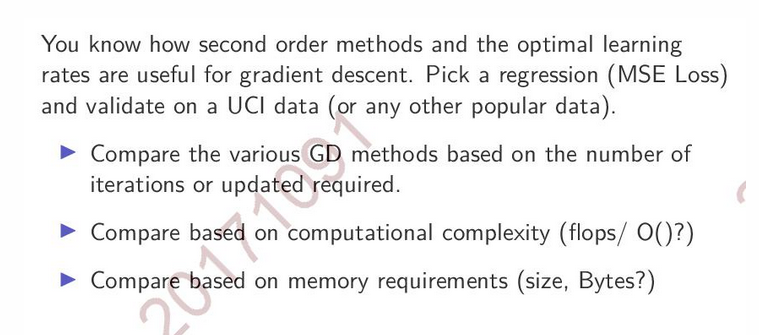 You know how second order methods and the optimal learning
rates are useful for gradient descent. Pick a regression (MSE Loss)
and validate on a UCI data (or any other popular data).
▶ Compare the various GD methods based on the number of
iterations or updated required.
▶ Compare based on computational complexity (flops/ O()?)
▶ Compare based on memory requirements (size, Bytes?)
20171091